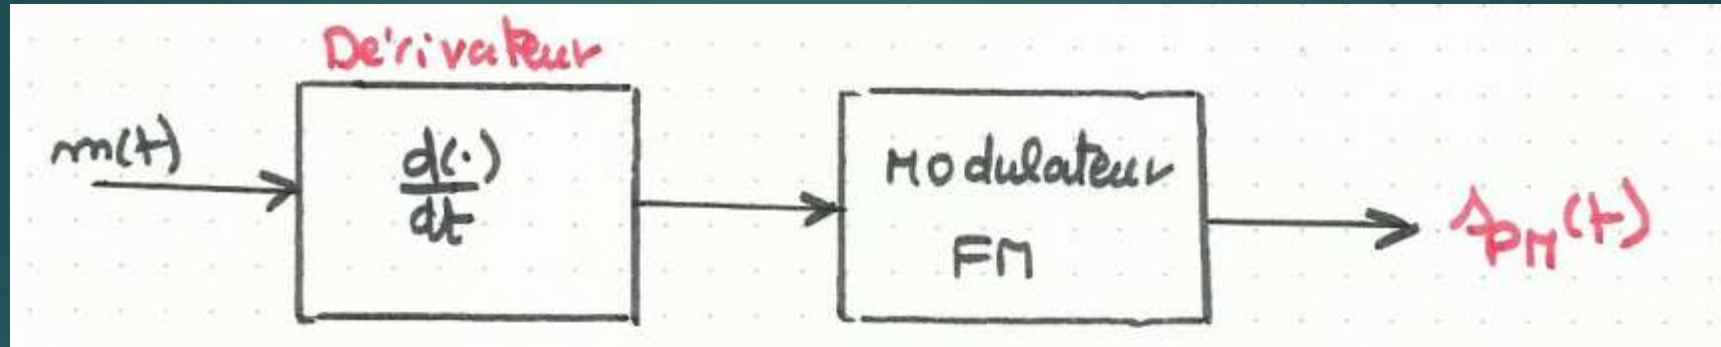 Dérivateur
m(t)
d(·)
dt
Modulateur
FM
s_PM(t)